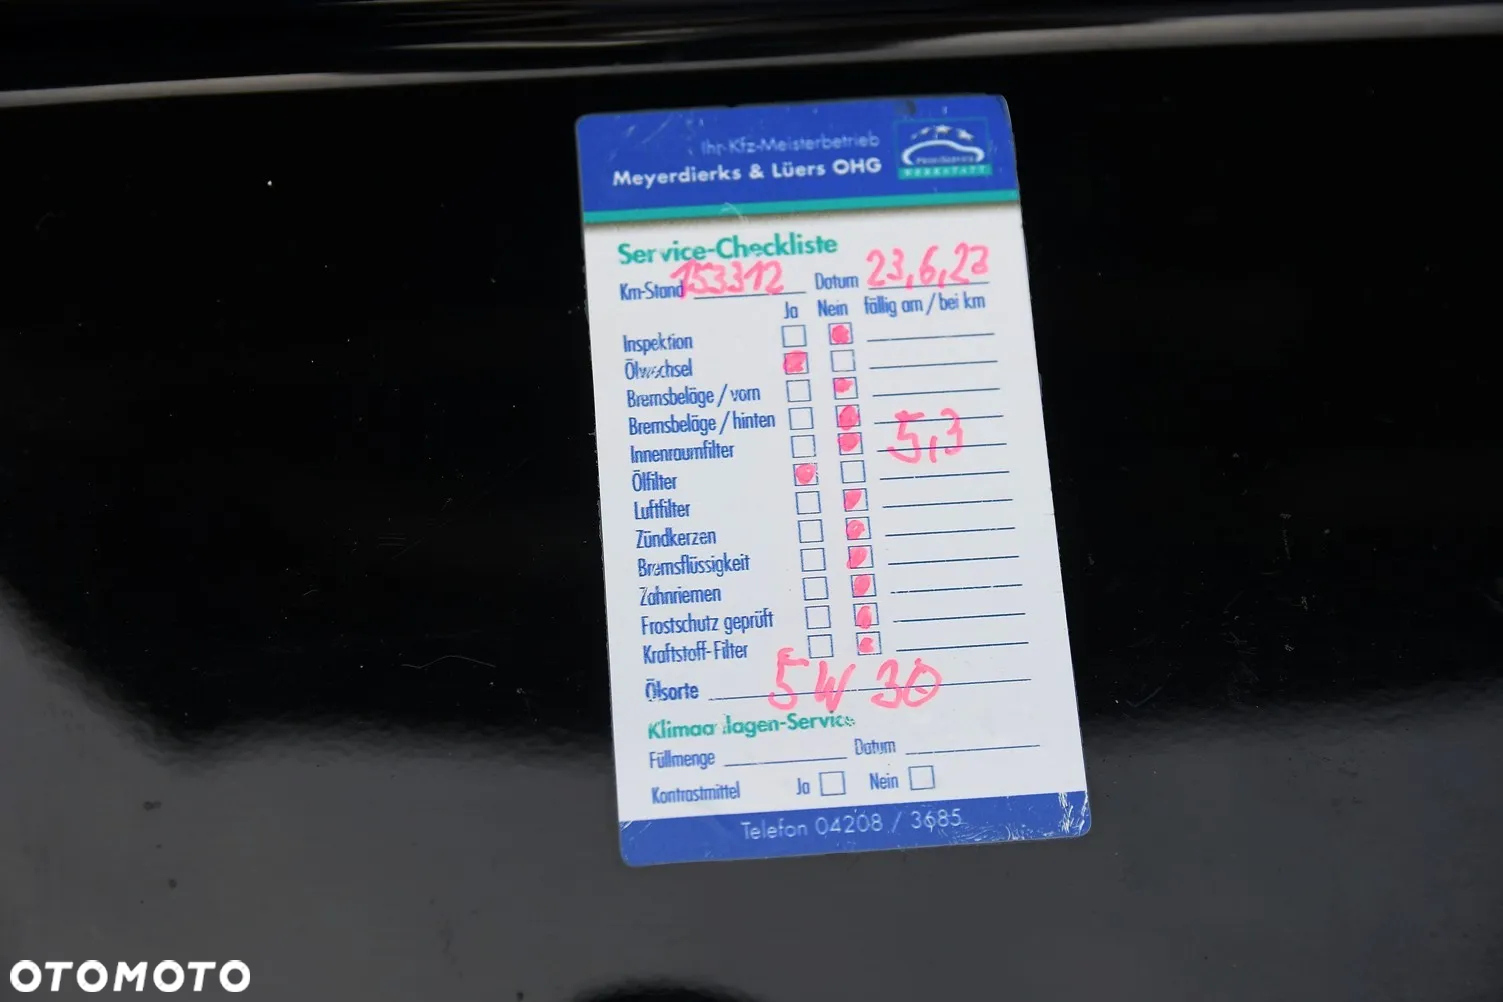 Ihr Kfz-Meisterbetrieb
Meyerdierks & Lüers OHG
WERKSTATT
Service-Checkliste
Km-Stand 153312 Datum 23,6,23
Ja Nein fällig am / bei km
Inspektion
Ölwechsel
Bremsbeläge / vorn
Bremsbeläge / hinten
Innenraumfilter 5,3
Ölfilter
Luftfilter
Zündkerzen
Bremsflüssigkeit
Zahnriemen
Frostschutz geprüft
Kraftstoff-Filter
Ölsorte 5W30
Klimaanlagen-Service
Füllmenge Datum
Kontrastmittel Ja Nein
Telefon 04208 / 3685
OTOMOTO